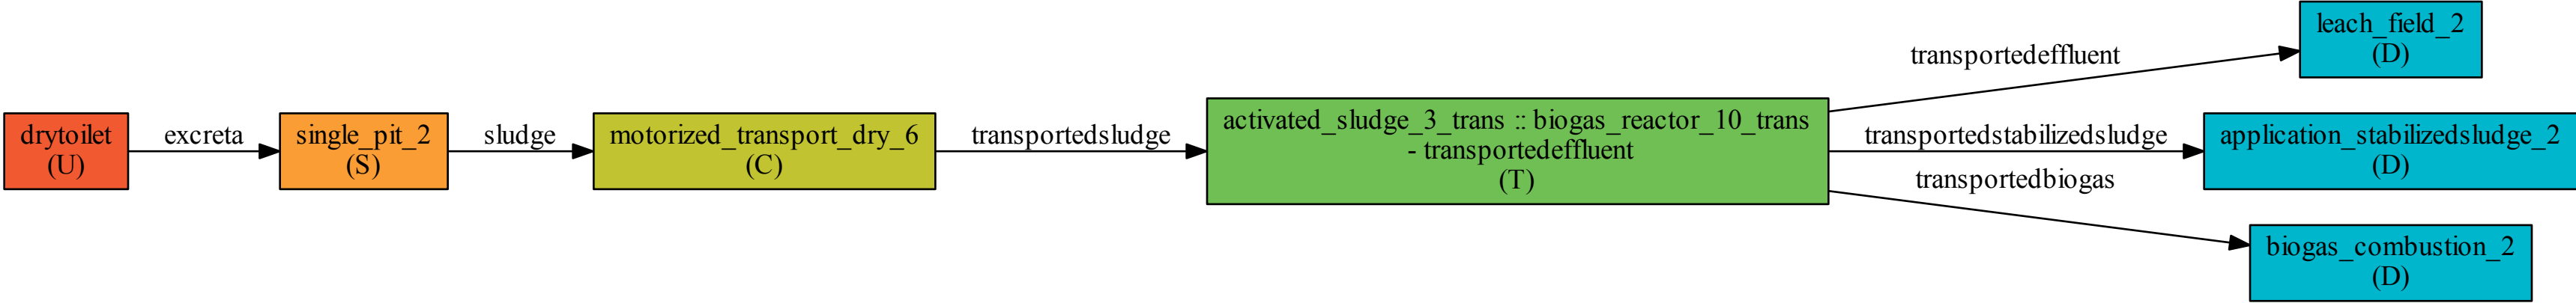 drytoilet
(U)
excreta
single_pit_2
(S)
sludge
motorized_transport_dry_6
(C)
transportedsludge
activated_sludge_3_trans :: biogas_reactor_10_trans
- transportedeffluent
(T)
transportedeffluent
leach_field_2
(D)
transportedstabilizedsludge
application_stabilizedsludge_2
(D)
transportedbiogas
biogas_combustion_2
(D)